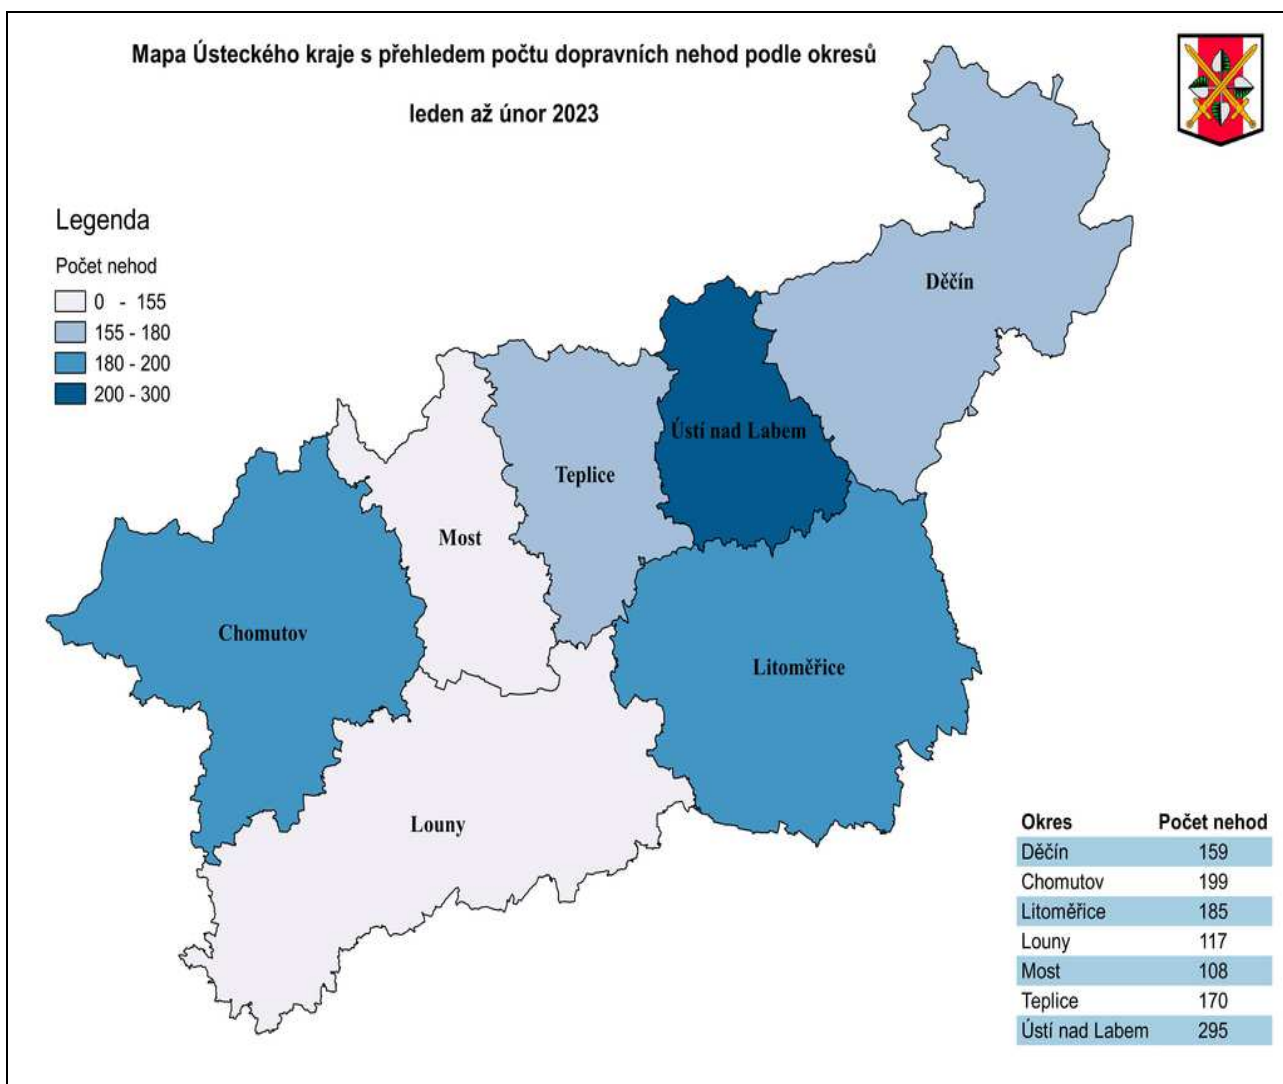 Mapa Ústeckého kraje s přehledem počtu dopravních nehod podle okresů
leden až únor 2023
Legenda
Počet nehod
0 - 155
155 - 180
180 - 200
200 - 300
Děčín
Ústí nad Labem
Teplice
Most
Chomutov
Litoměřice
Louny
Okres Počet nehod
Děčín 159
Chomutov 199
Litoměřice 185
Louny 117
Most 108
Teplice 170
Ústí nad Labem 295